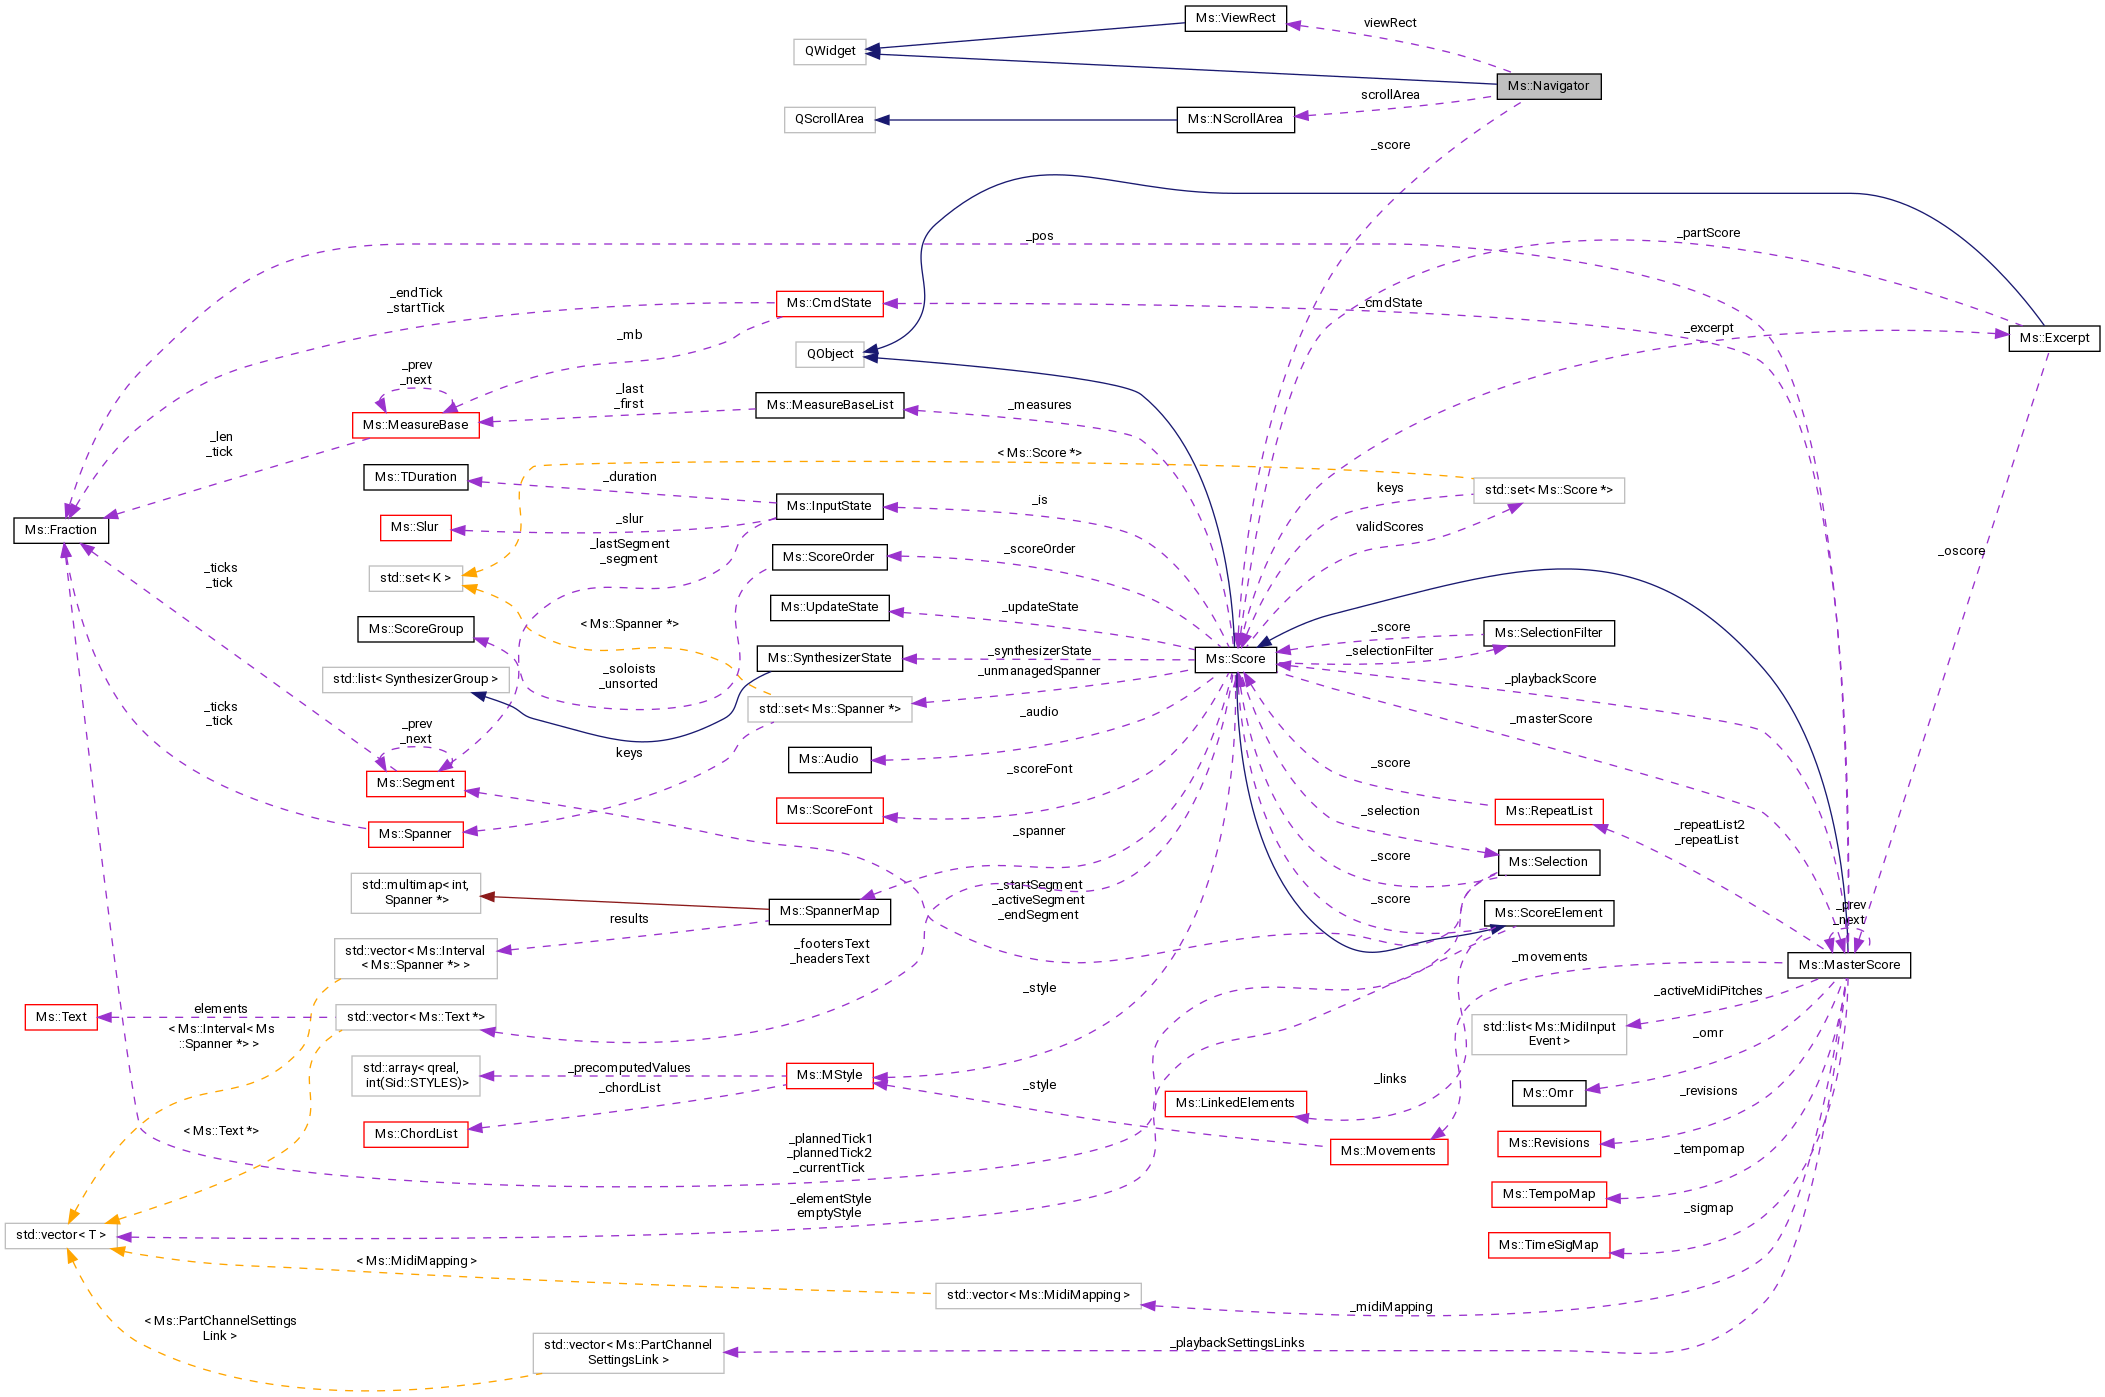 Ms::ViewRect
viewRect
QWidget
Ms::Navigator
scrollArea
QScrollArea
Ms::NScrollArea
_score
_pos
_partScore
_endTick
_startTick
Ms::CmdState
_cmdState
_excerpt
Ms::Excerpt
_mb
QObject
_prev
_next
_last
_first
Ms::MeasureBaseList
_measures
Ms::MeasureBase
_len
_tick
< Ms::Score *>
Ms::TDuration
_duration
keys
std::set< Ms::Score *>
Ms::InputState
_is
Ms::Fraction
Ms::Slur
_slur
validScores
_lastSegment
_segment
Ms::ScoreOrder
_scoreOrder
_oscore
_ticks
_tick
std::set< K >
Ms::UpdateState
_updateState
Ms::ScoreGroup
< Ms::Spanner *>
_score
Ms::SelectionFilter
Ms::SynthesizerState
_synthesizerState
Ms::Score
_selectionFilter
std::list< SynthesizerGroup >
_soloists
_unsorted
_unmanagedSpanner
_playbackScore
_ticks
_tick
std::set< Ms::Spanner *>
_audio
_masterScore
_prev
_next
keys
Ms::Audio
_scoreFont
_score
Ms::Segment
Ms::ScoreFont
_selection
Ms::RepeatList
Ms::Spanner
_spanner
_repeatList2
_repeatList
_score
Ms::Selection
std::multimap< int,
Spanner *>
_startSegment
_activeSegment
_endSegment
_score
Ms::SpannerMap
results
Ms::ScoreElement
_prev
_next
std::vector< Ms::Interval
< Ms::Spanner *> >
_footersText
_headersText
_movements
Ms::MasterScore
_style
_activeMidiPitches
Ms::Text
elements
< Ms::Interval< Ms
::Spanner *> >
std::vector< Ms::Text *>
std::list< Ms::MidiInput
Event >
_omr
std::array< qreal,
int(Sid::STYLES)>
_precomputedValues
_chordList
Ms::MStyle
_style
_links
Ms::Omr
_revisions
Ms::LinkedElements
< Ms::Text *>
Ms::ChordList
_plannedTick1
_plannedTick2
_currentTick
Ms::Movements
Ms::Revisions
_tempomap
_elementStyle
emptyStyle
Ms::TempoMap
_sigmap
std::vector< T >
Ms::TimeSigMap
< Ms::MidiMapping >
std::vector< Ms::MidiMapping >
_midiMapping
< Ms::PartChannelSettings
Link >
std::vector< Ms::PartChannel
SettingsLink >
_playbackSettingsLinks